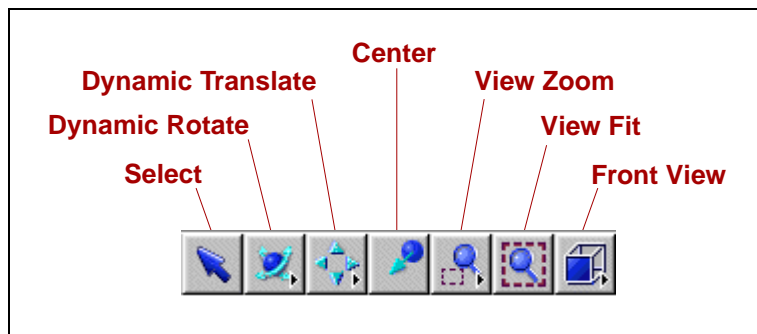 Center
Dynamic Translate
View Zoom
Dynamic Rotate
View Fit
Select
Front View